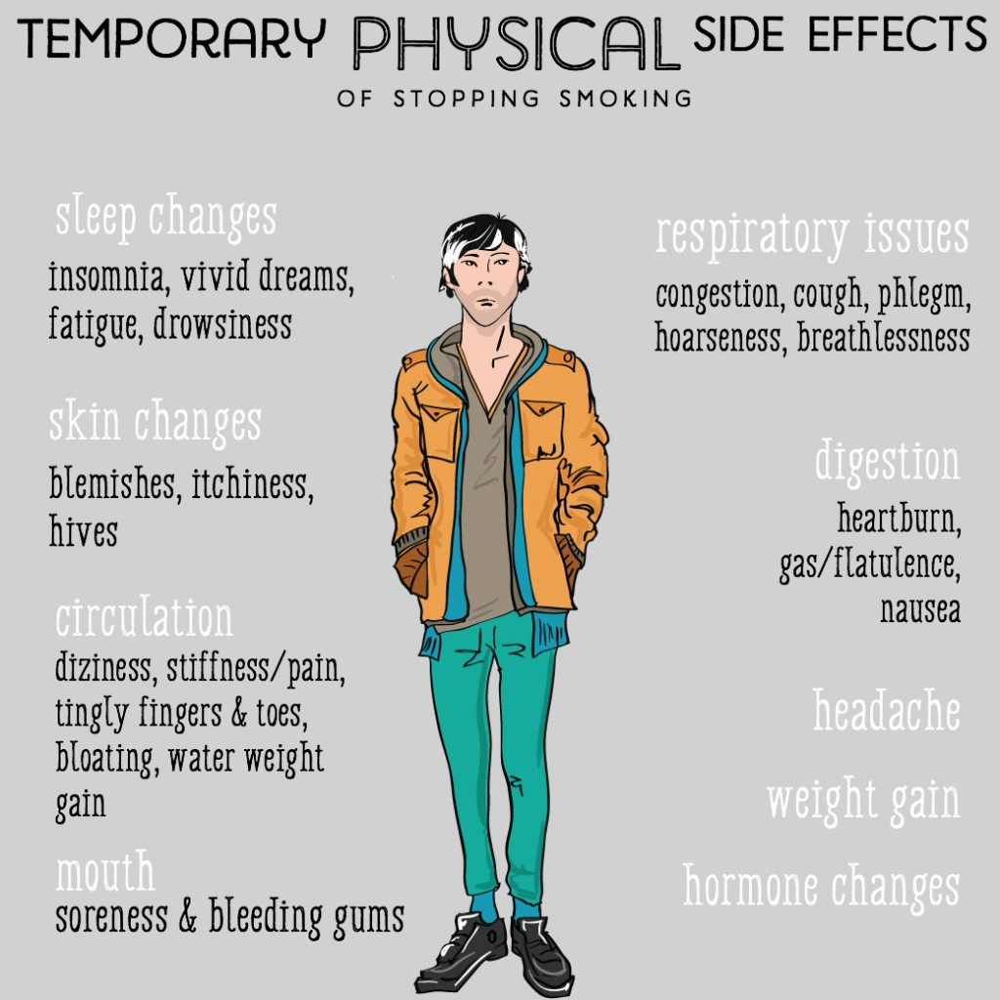 TEMPORARY PHYSICAL SIDE EFFECTS
OF STOPPING SMOKING
sleep changes
insomnia, vivid dreams,
fatigue, drowsiness
skin changes
blemishes, itchiness,
hives
circulation
diziness, stiffness/pain,
tingly fingers & toes,
bloating, water weight
gain
mouth
soreness & bleeding gums
respiratory issues
congestion, cough, phlegm,
hoarseness, breathlessness
digestion
heartburn,
gas/flatulence,
nausea
headache
weight gain
hormone changes